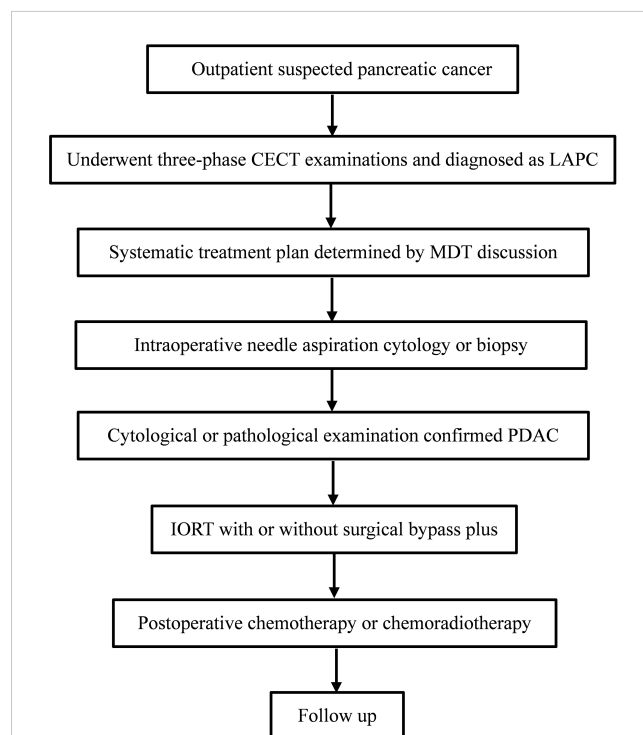 Outpatient suspected pancreatic cancer
Underwent three-phase CECT examinations and diagnosed as LAPC
Systematic treatment plan determined by MDT discussion
Intraoperative needle aspiration cytology or biopsy
Cytological or pathological examination confirmed PDAC
IORT with or without surgical bypass plus
Postoperative chemotherapy or chemoradiotherapy
Follow up